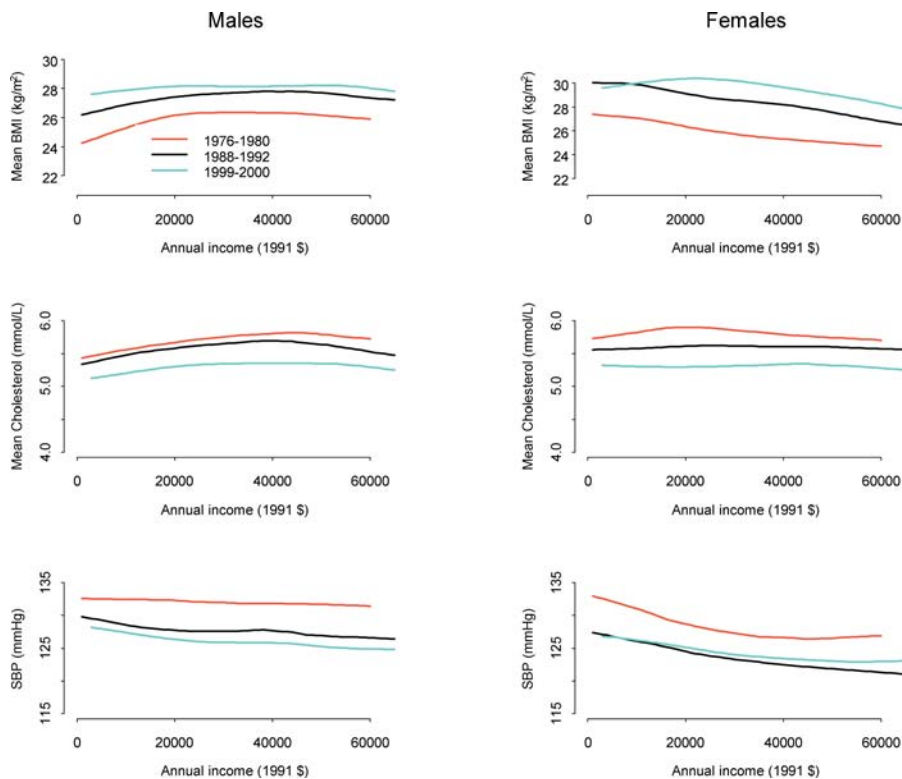 Males
Females
Mean BMI (kg/m²)
30
28
26
24
22
1976-1980
1988-1992
1999-2000
0 20000 40000 60000
Annual income (1991 $)
Mean BMI (kg/m²)
30
28
26
24
22
0 20000 40000 60000
Annual income (1991 $)
Mean Cholesterol (mmol/L)
6.0
5.0
4.0
0 20000 40000 60000
Annual income (1991 $)
Mean Cholesterol (mmol/L)
6.0
5.0
4.0
0 20000 40000 60000
Annual income (1991 $)
SBP (mmHg)
135
125
115
0 20000 40000 60000
Annual income (1991 $)
SBP (mmHg)
135
125
115
0 20000 40000 60000
Annual income (1991 $)